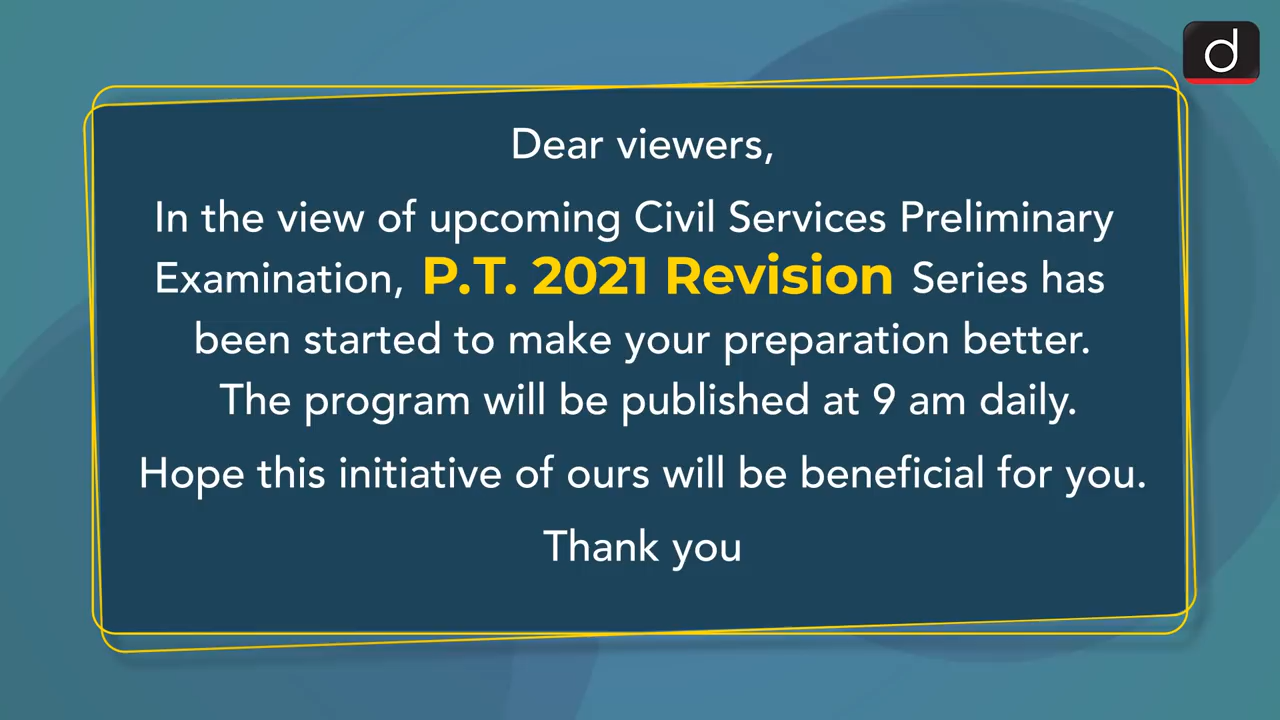 d
Dear viewers,
In the view of upcoming Civil Services Preliminary
Examination, P.T. 2021 Revision Series has
been started to make your preparation better.
The program will be published at 9 am daily.
Hope this initiative of ours will be beneficial for you.
Thank you